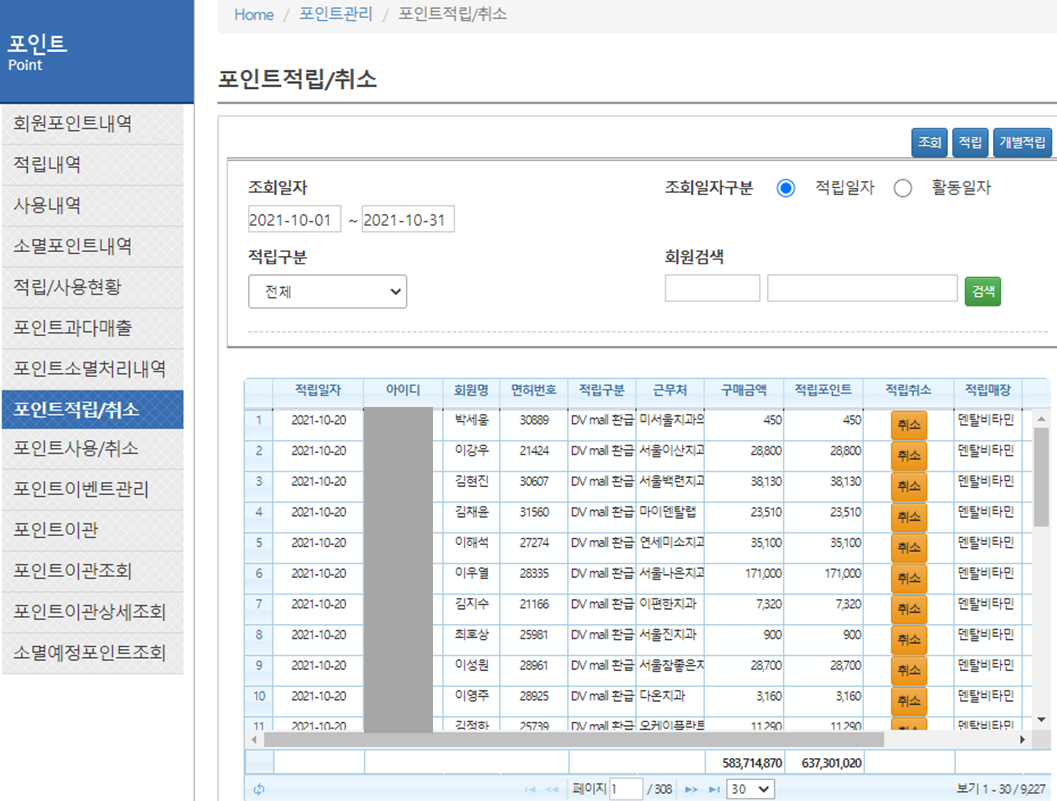 포인트
Point
회원포인트내역
적립내역
사용내역
소멸포인트내역
적립/사용현황
포인트과다매출
포인트소멸처리내역
포인트적립/취소
포인트사용/취소
포인트이벤트관리
포인트이관
포인트이관조회
포인트이관상세조회
소멸예정포인트조회
Home / 포인트관리 / 포인트적립/취소
포인트적립/취소
조회 적립 개별적립
조회일자 조회일자구분 적립일자 활동일자
2021-10-01 ~ 2021-10-31
적립구분 회원검색
전체 검색
적립일자 아이디 회원명 면허번호 적립구분 근무처 구매금액 적립포인트 적립취소 적립매장
1 2021-10-20 박세웅 30889 DV mall 환급 미서울치과의 450 450 취소 덴탈비타민
2 2021-10-20 이강우 21424 DV mall 환급 서울이산치과 28,800 28,800 취소 덴탈비타민
3 2021-10-20 김현진 30607 DV mall 환급 서울백련치과 38,130 38,130 취소 덴탈비타민
4 2021-10-20 김채윤 31560 DV mall 환급 마이덴탈랩 23,510 23,510 취소 덴탈비타민
5 2021-10-20 이해석 27274 DV mall 환급 연세미소치과 35,100 35,100 취소 덴탈비타민
6 2021-10-20 이우열 28335 DV mall 환급 서울나온치과 171,000 171,000 취소 덴탈비타민
7 2021-10-20 김지수 21166 DV mall 환급 이편한치과 7,320 7,320 취소 덴탈비타민
8 2021-10-20 최호상 25981 DV mall 환급 서울진치과 900 900 취소 덴탈비타민
9 2021-10-20 이성원 28961 DV mall 환급 서울참좋은치 28,700 28,700 취소 덴탈비타민
10 2021-10-20 이영주 28925 DV mall 환급 다온치과 3,160 3,160 취소 덴탈비타민
11 2021-10-20 김정하 25739 DV mall 환급 오케이플란트 11,290 11,290 취소 덴탈비타민
583,714,870 637,301,020
페이지 1 / 308 30 보기 1 - 30 / 9,227